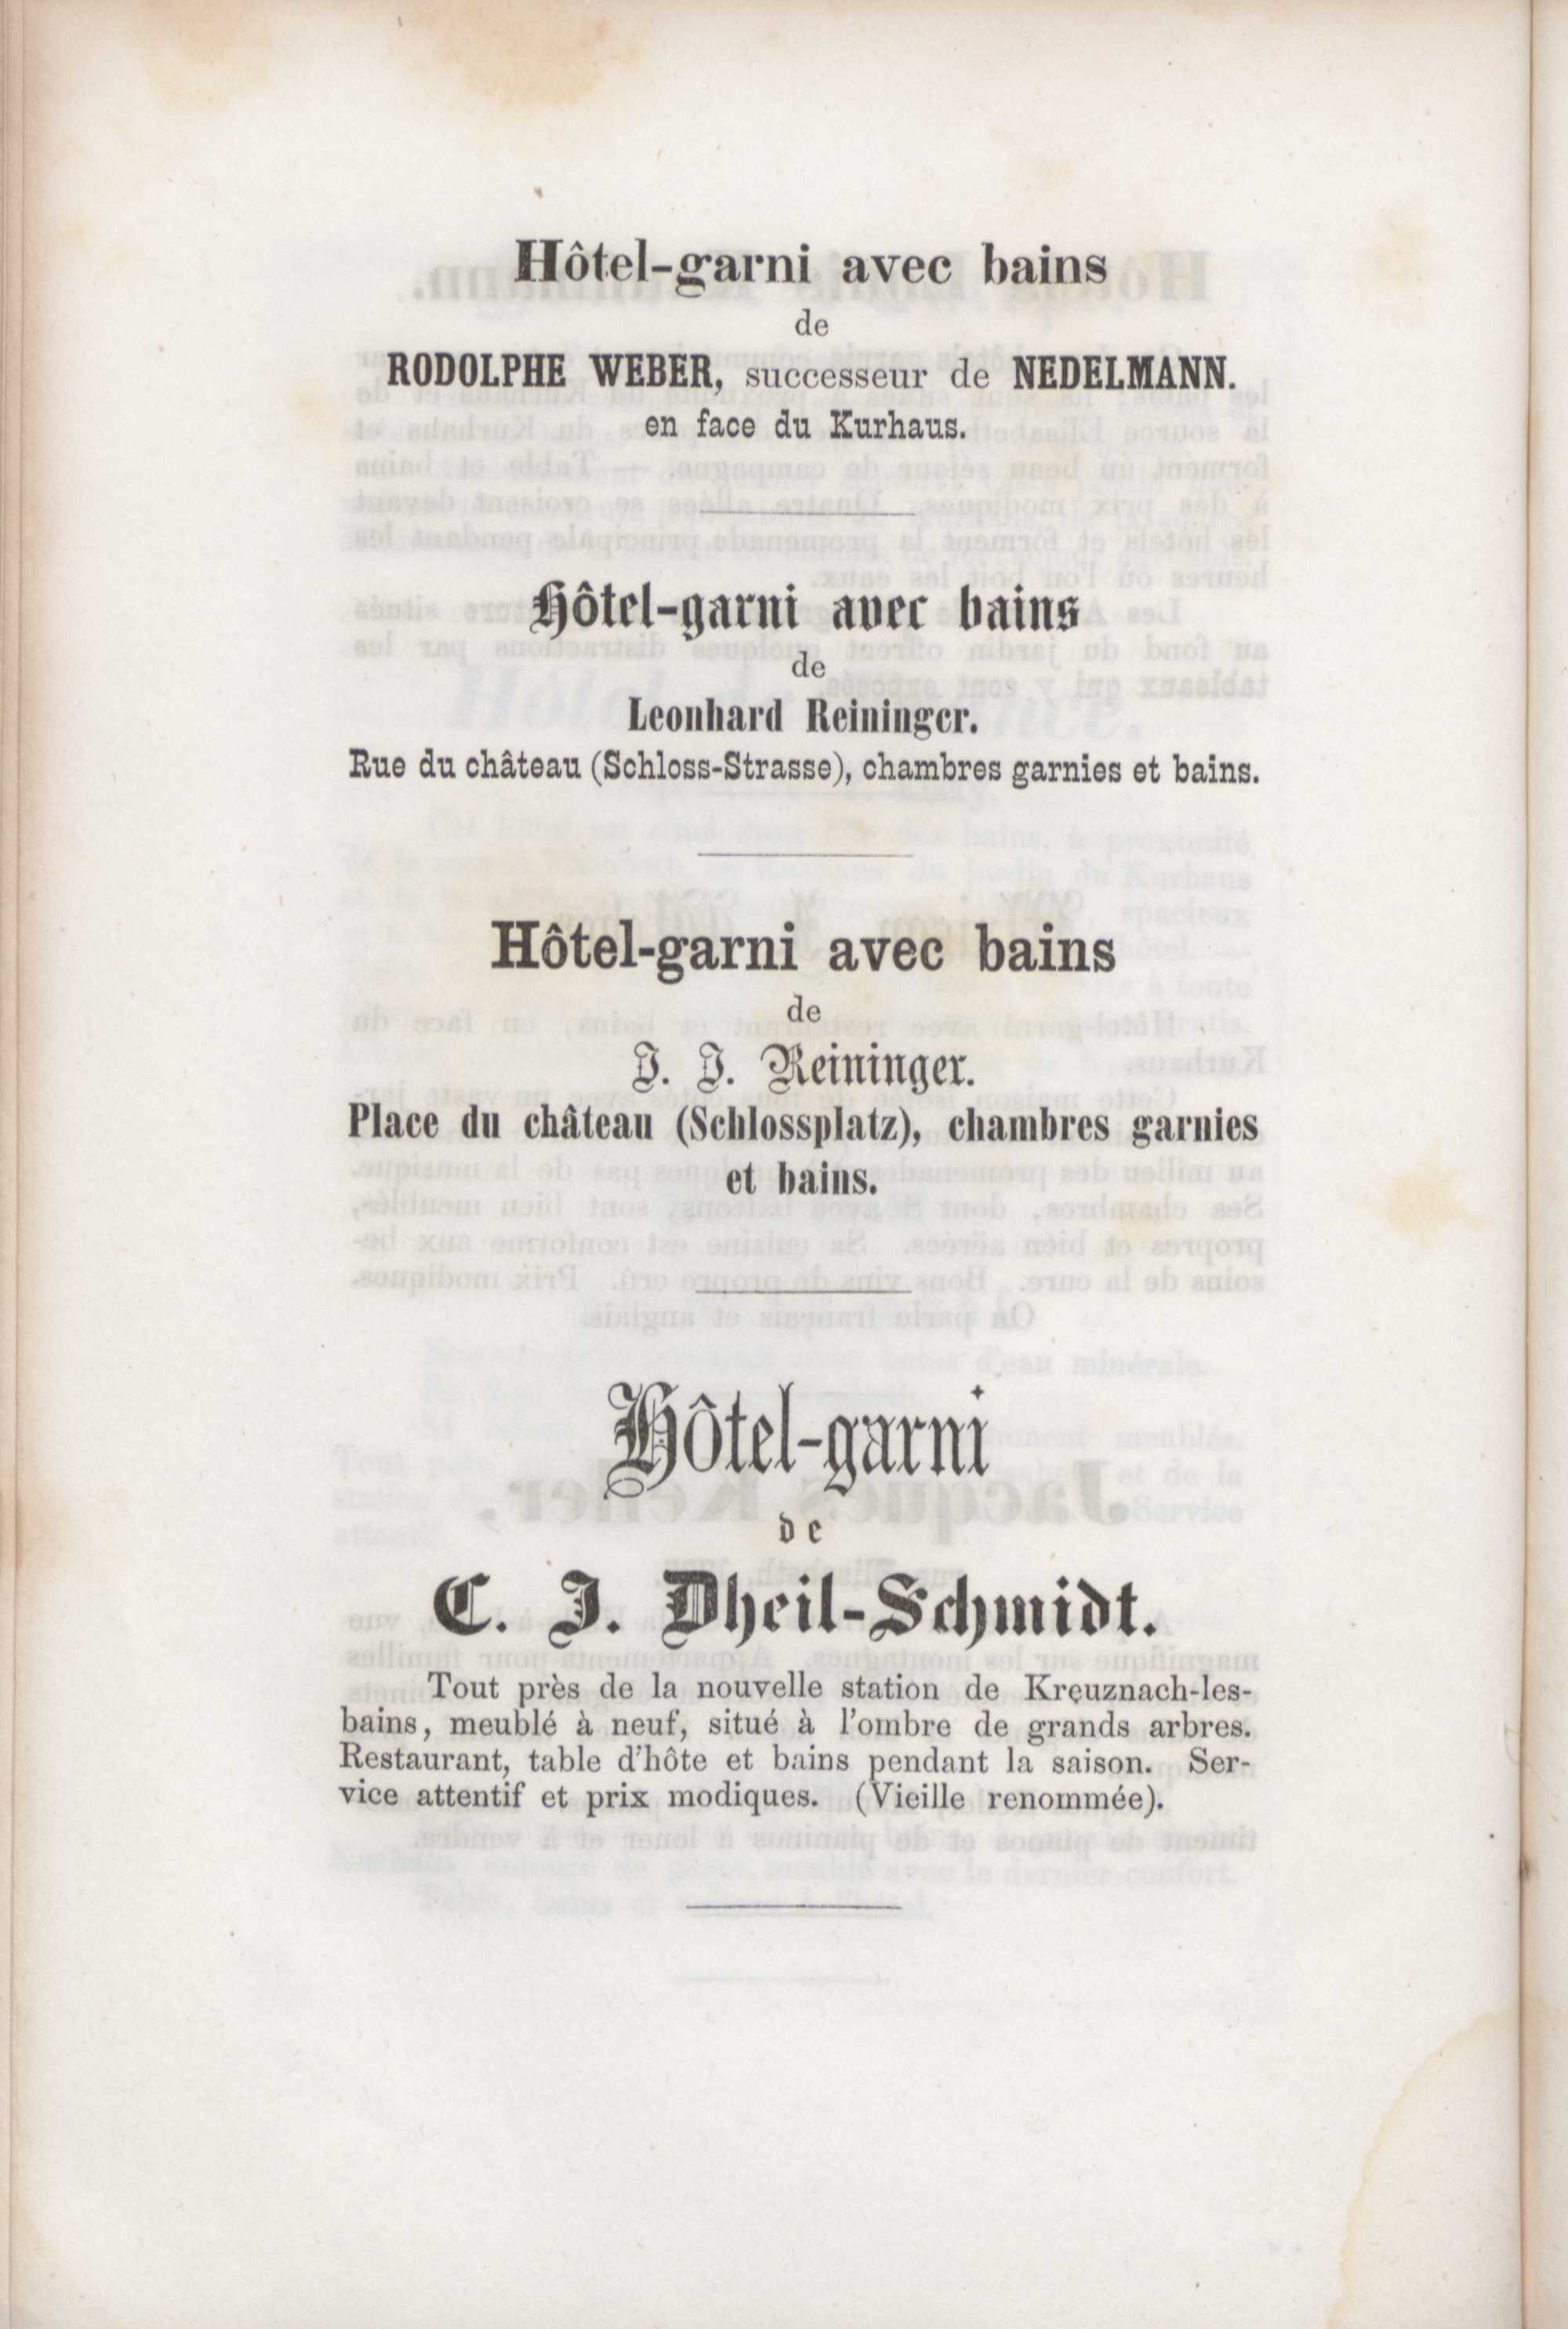 Hôtel-garni avec bains
de
RODOLPHE WEBER, successeur de NEDELMANN.
en face du Kurhaus.
Hôtel-garni avec bains
de
Leonhard Reininger.
Rue du château (Schloss-Strasse), chambres garnies et bains.
Hôtel-garni avec bains
de
J. J. Reininger.
Place du château (Schlossplatz), chambres garnies
et bains.
Hôtel-garni
de
C. J. Dheil-Schmidt.
Tout près de la nouvelle station de Kreuznach-les-
bains, meublé à neuf, situé à l'ombre de grands arbres.
Restaurant, table d'hôte et bains pendant la saison. Ser-
vice attentif et prix modiques. (Vieille renommée).